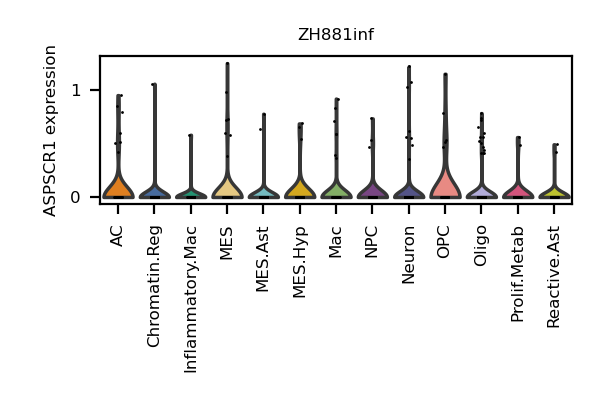 ZH881inf
ASPSCR1 expression
1
0
AC
Chromatin.Reg
Inflammatory.Mac
MES
MES.Ast
MES.Hyp
Mac
NPC
Neuron
OPC
Oligo
Prolif.Metab
Reactive.Ast